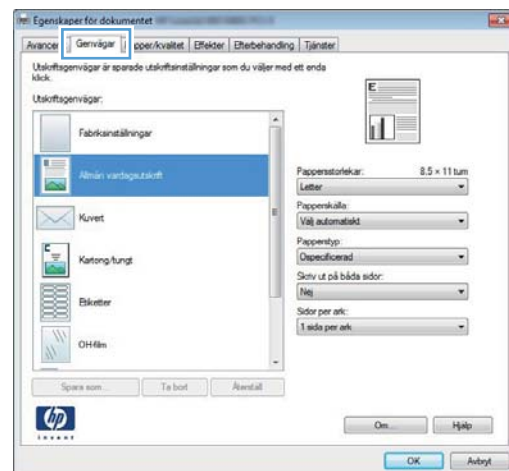 Egenskaper för dokumentet
Genvägar
Papper/kvalitet
Effekter
Efterbehandling
Tjänster
Utskriftsgenvägar är sparade utskriftsinställningar som du väljer med ett enda
klick.
Utskriftsgenvägar:
Fabriksinställningar
Allmän vardagsutskrift
Kuvert
Kartong/tungt
Etiketter
OH-film
Spara som...
Ta bort
Återställ
E
Pappersstorlekar: 8.5 × 11 tum
Letter
Papperskälla:
Välj automatiskt
Papperstyp:
Ospecificerad
Skriv ut på båda sidor:
Nej
Sidor per ark:
1 sida per ark
hp
invent
Om...
Hjälp
OK
Avbryt